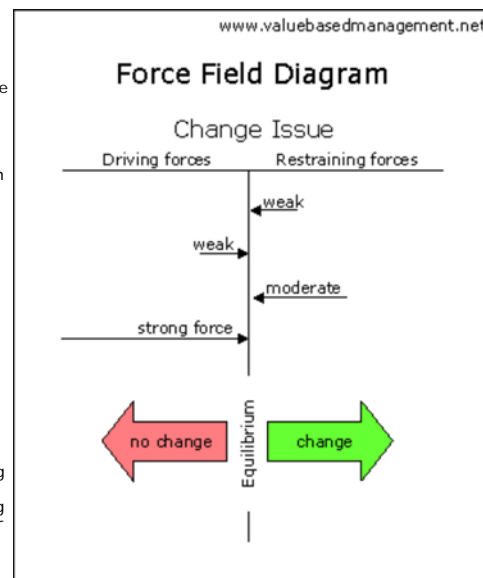 www.valuebasedmanagement.net
Force Field Diagram
Change Issue
Driving forces Restraining forces
weak
weak
moderate
strong force
no change Equilibrium change